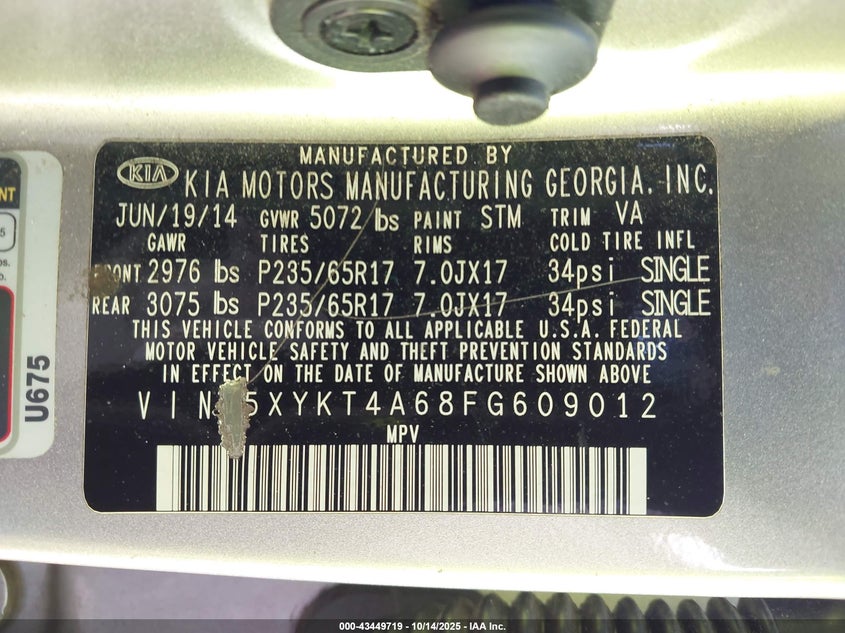 MANUFACTURED BY
KIA KIA MOTORS MANUFACTURING GEORGIA, INC.
JUN/19/14 GVWR 5072 lbs PAINT STM TRIM VA
GAWR TIRES RIMS COLD TIRE INFL
FRONT 2976 lbs P235/65R17 7.0JX17 34psi SINGLE
REAR 3075 lbs P235/65R17 7.0JX17 34psi SINGLE
THIS VEHICLE CONFORMS TO ALL APPLICABLE U.S.A. FEDERAL
MOTOR VEHICLE SAFETY AND THEFT PREVENTION STANDARDS
IN EFFECT ON THE DATE OF MANUFACTURE SHOWN ABOVE
VIN 5XYKT4A68FG609012
MPV
U675
000-43449719 - 10/14/2025 - IAA Inc.